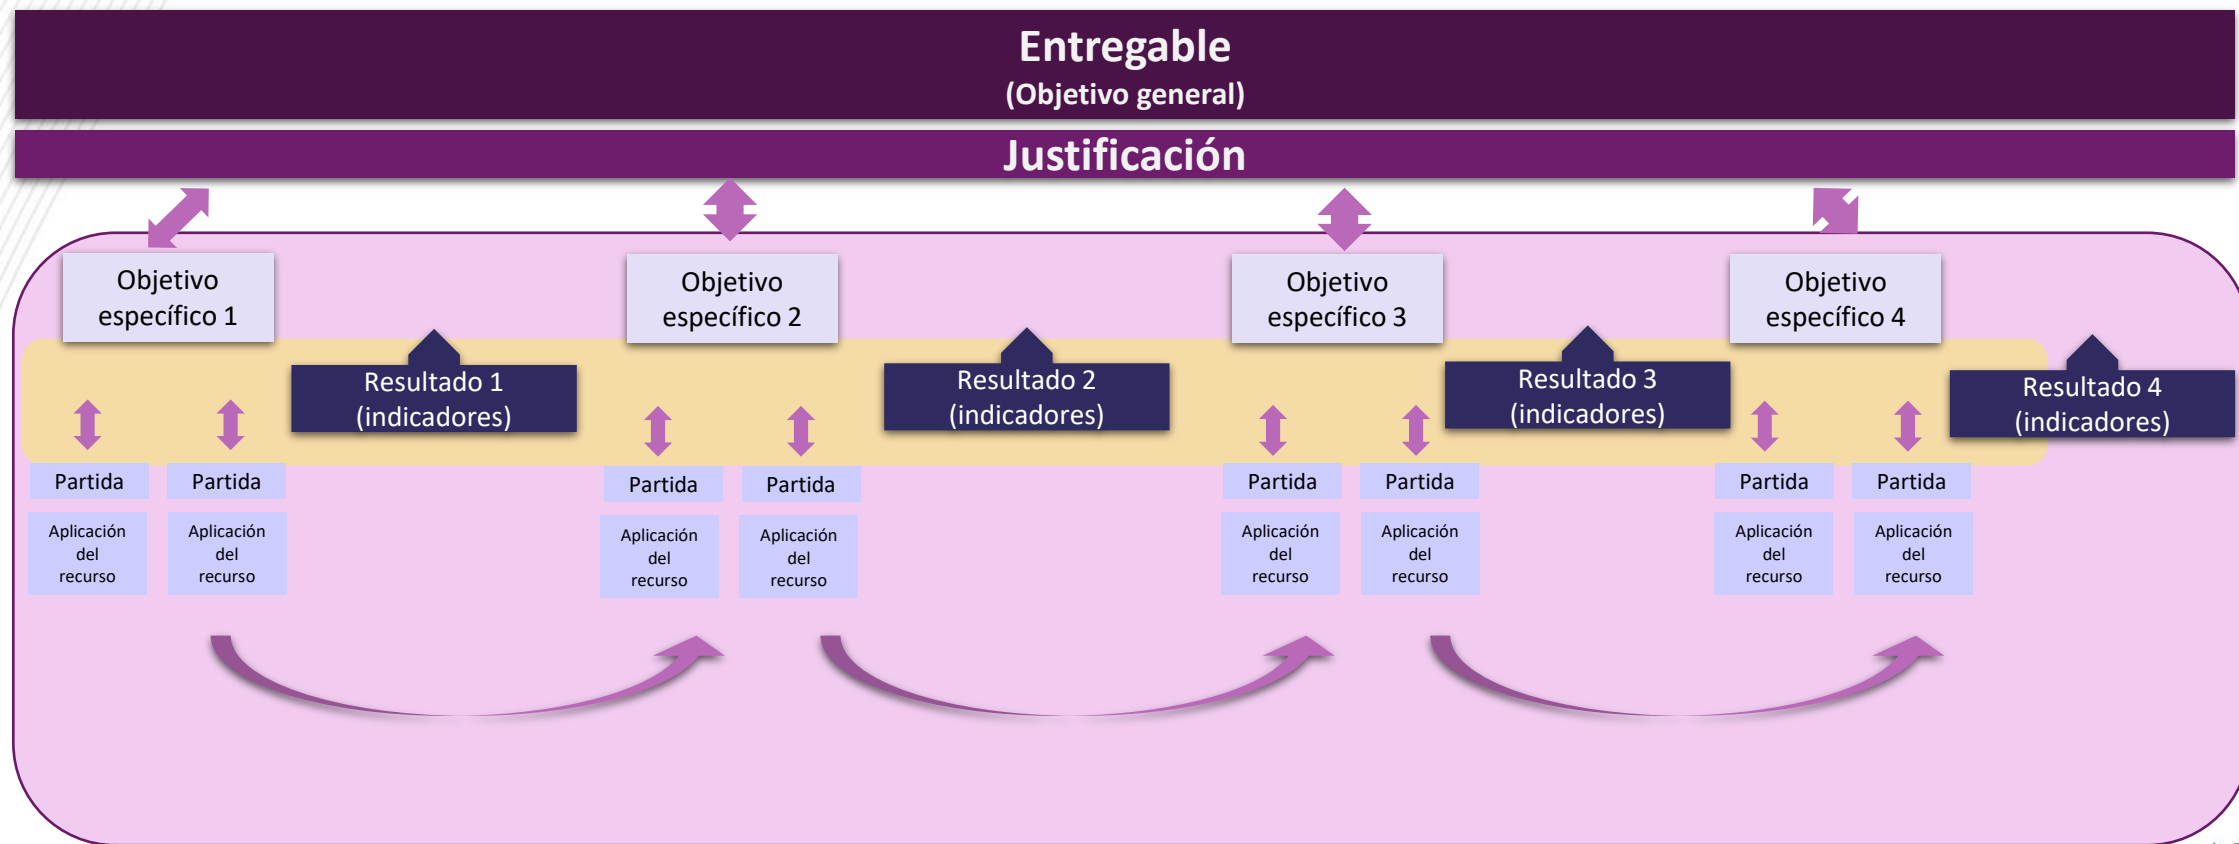 Entregable
(Objetivo general)
Justificación
Objetivo
específico 1
Objetivo
específico 2
Objetivo
específico 3
Objetivo
específico 4
Resultado 1
(indicadores)
Resultado 2
(indicadores)
Resultado 3
(indicadores)
Resultado 4
(indicadores)
Partida
Partida
Partida
Partida
Partida
Partida
Partida
Partida
Aplicación
del
recurso
Aplicación
del
recurso
Aplicación
del
recurso
Aplicación
del
recurso
Aplicación
del
recurso
Aplicación
del
recurso
Aplicación
del
recurso
Aplicación
del
recurso